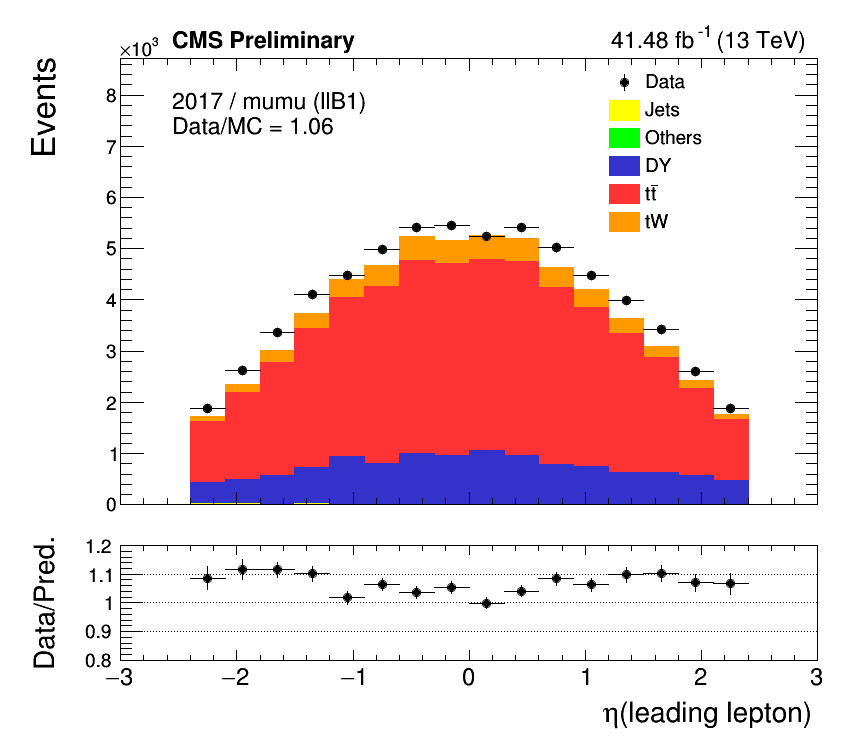 ×10³ CMS Preliminary 41.48 fb⁻¹ (13 TeV)
Events
2017 / mumu (llB1)
Data/MC = 1.06
Data
Jets
Others
DY
tt̄
tW
8
7
6
5
4
3
2
1
0
Data/Pred.
1.2
1.1
1
0.9
0.8
−3 −2 −1 0 1 2 3
η(leading lepton)